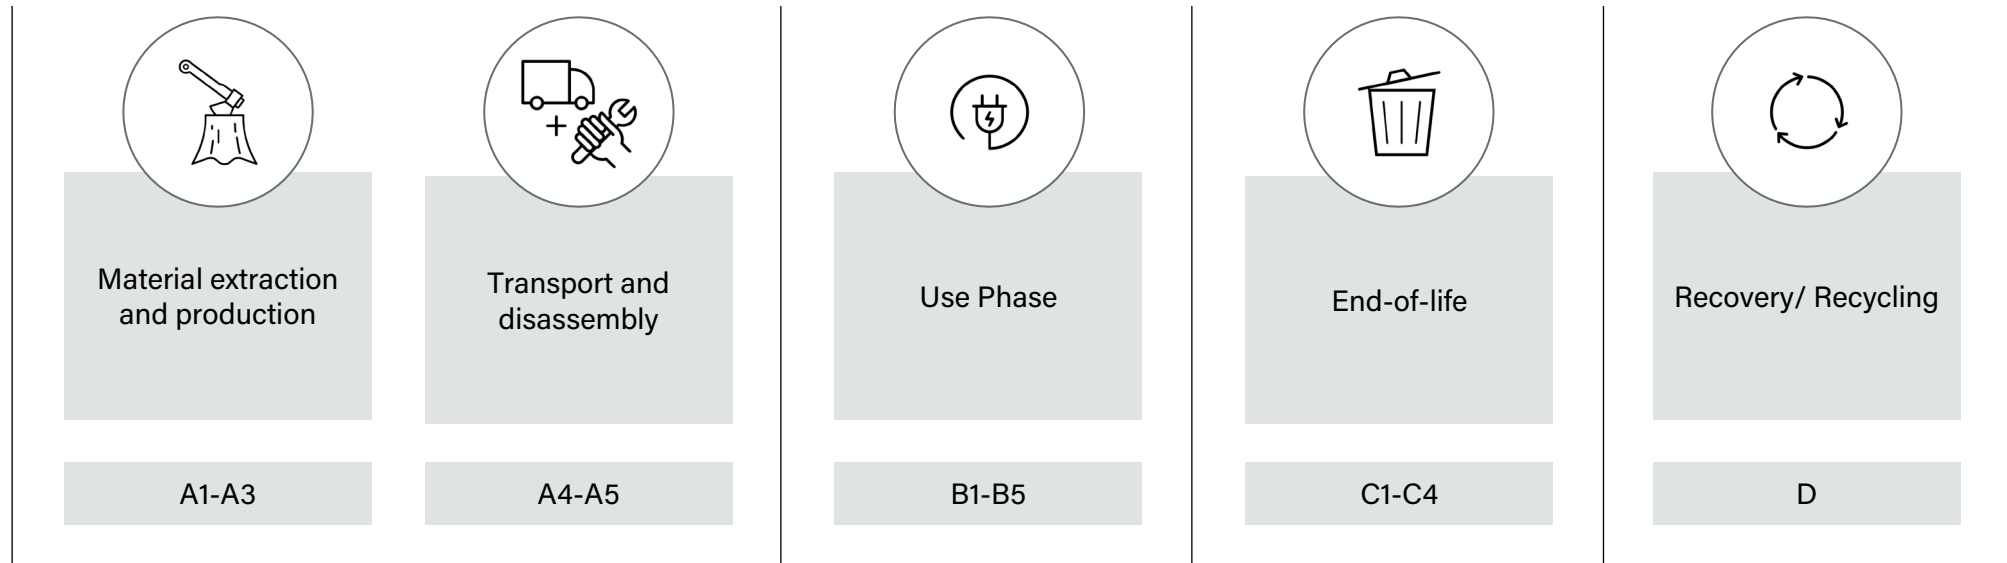 Material extraction
and production
Transport and
disassembly
Use Phase
End-of-life
Recovery/ Recycling
A1-A3
A4-A5
B1-B5
C1-C4
D